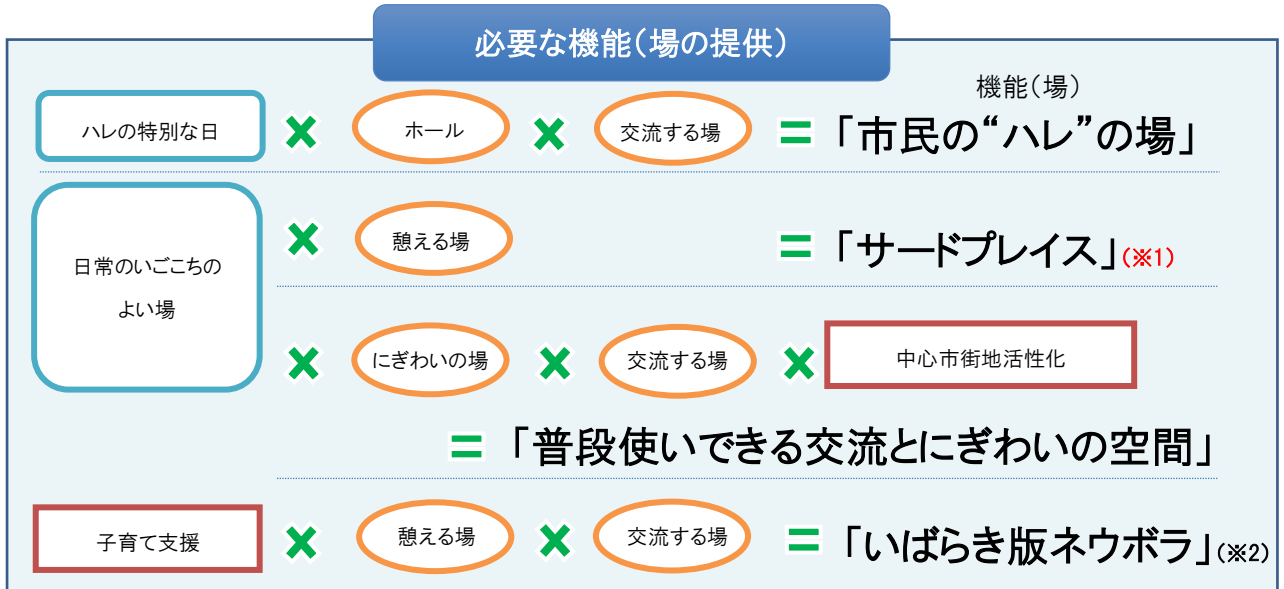 必要な機能(場の提供)
機能(場)
ハレの特別な日 × ホール × 交流する場 = 「市民の“ハレ”の場」
日常のいごこちの
よい場
× 憩える場 = 「サードプレイス」(※1)
× にぎわいの場 × 交流する場 × 中心市街地活性化
= 「普段使いできる交流とにぎわいの空間」
子育て支援 × 憩える場 × 交流する場 = 「いばらき版ネウボラ」(※2)